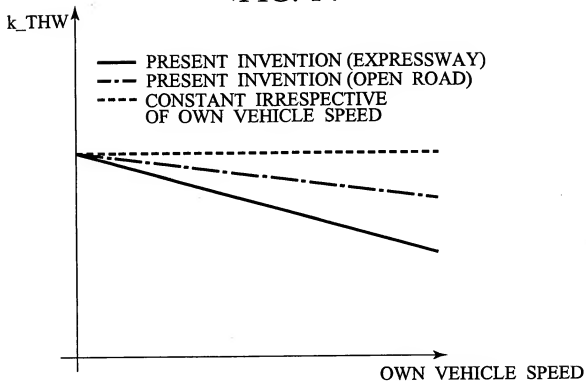 k_THW
PRESENT INVENTION (EXPRESSWAY)
PRESENT INVENTION (OPEN ROAD)
CONSTANT IRRESPECTIVE
OF OWN VEHICLE SPEED
OWN VEHICLE SPEED